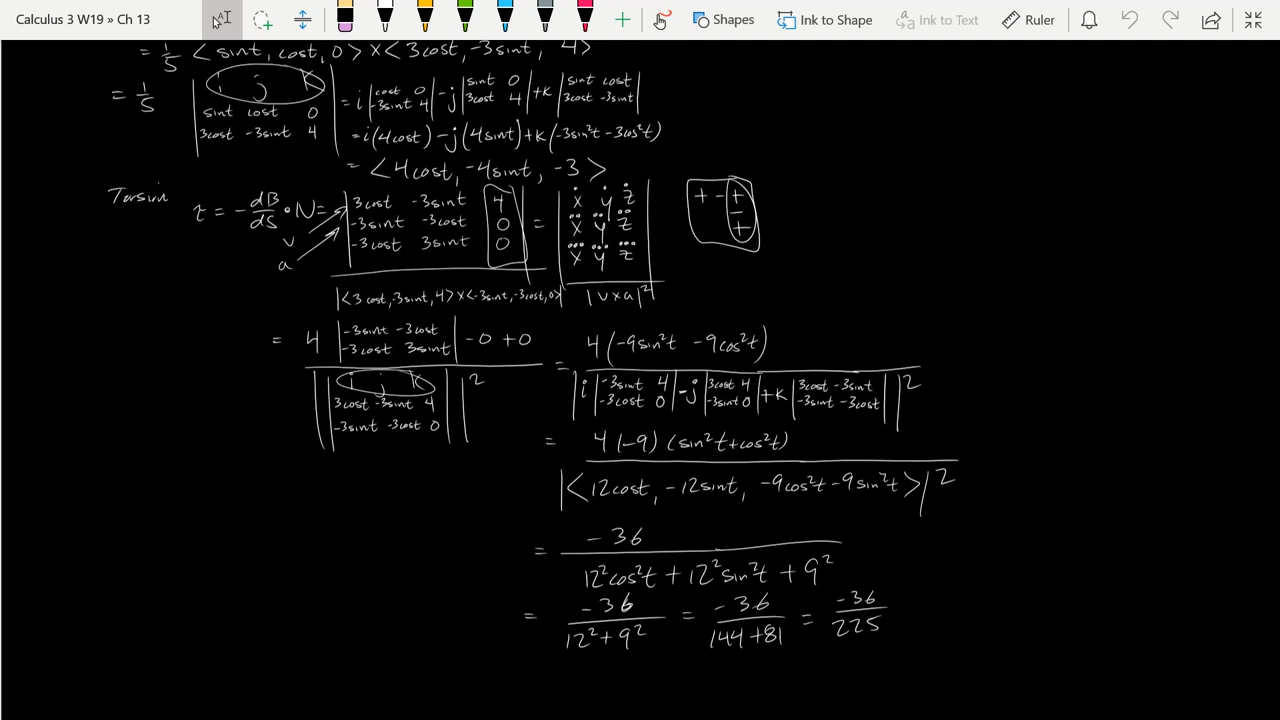 Calculus 3 W19 » Ch 13
Shapes Ink to Shape Ink to Text Ruler
= 1/5 <sint, cost, 0> x <3cost, -3sint, 4>
= 1/5 | i j k | = i |cost 0| - j |sint 0| + k |sint cost|
sint cost 0 -3sint 4 3cost 4 3cost -3sint
3cost -3sint 4 = i(4cost) - j(4sint) + k(-3sin²t - 3cos²t)
= <4cost, -4sint, -3>
Torsion τ = - dB/dS • N = |3cost -3sint 4| = |ẋ ẏ ż| + - +
v -3sint -3cost 0 ẍ ÿ z̈ -
a -3cost 3sint 0 x⃛ y⃛ z⃛ +
|<3cost, -3sint, 4> x <-3sint, -3cost, 0>| |v x a|²
= 4 |-3sint -3cost| - 0 + 0 = 4(-9sin²t - 9cos²t)
-3cost 3sint
| |i j k| |² |i |-3sint 4| - j |3cost 4| + k |3cost -3sint| |²
3cost -3sint 4 -3cost 0 -3sint 0 -3sint -3cost
-3sint -3cost 0
= 4(-9)(sin²t + cos²t)
|<12cost, -12sint, -9cos²t - 9sin²t>|²
= -36
12²cos²t + 12²sin²t + 9²
= -36 = -36 = -36
12² + 9² 144 + 81 225